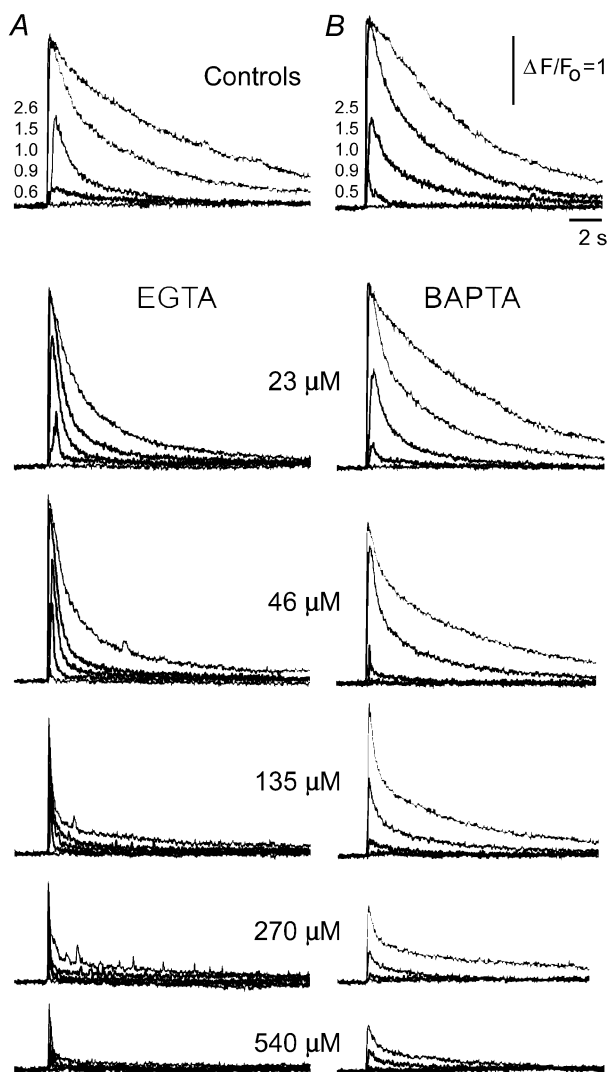 A
B
Controls
ΔF/Fo=1
2.6
1.5
1.0
0.9
0.6
2.5
1.5
1.0
0.9
0.5
2 s
EGTA
BAPTA
23 µM
46 µM
135 µM
270 µM
540 µM